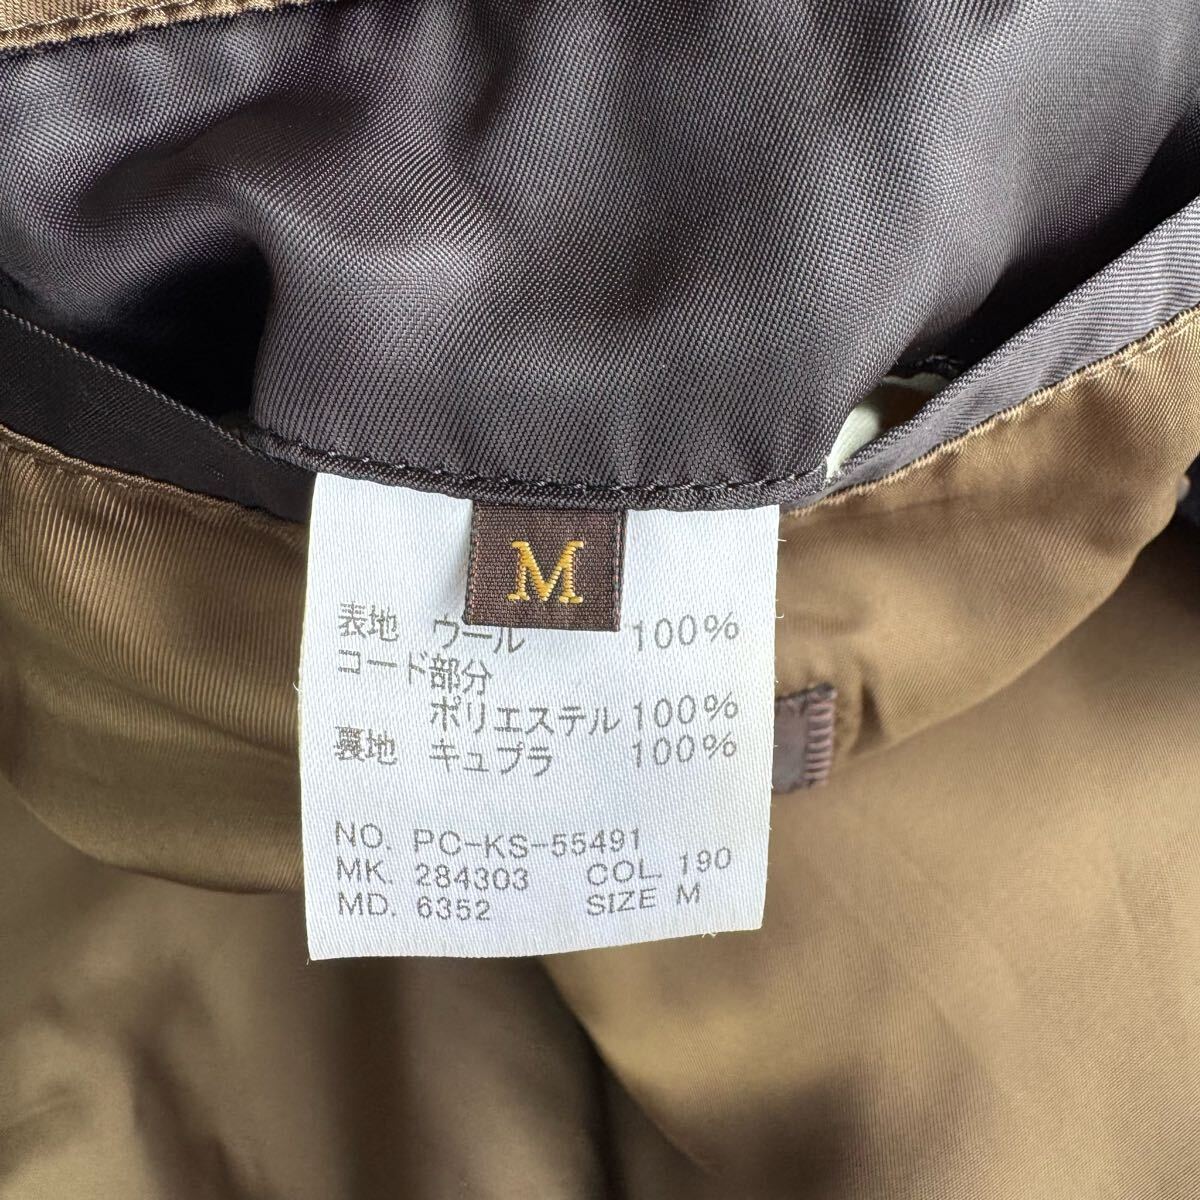 M
表地 ウール 100%
コード部分
ポリエステル 100%
裏地 キュプラ 100%
NO. PC-KS-55491
MK. 284303 COL. 190
MD. 6352 SIZE M